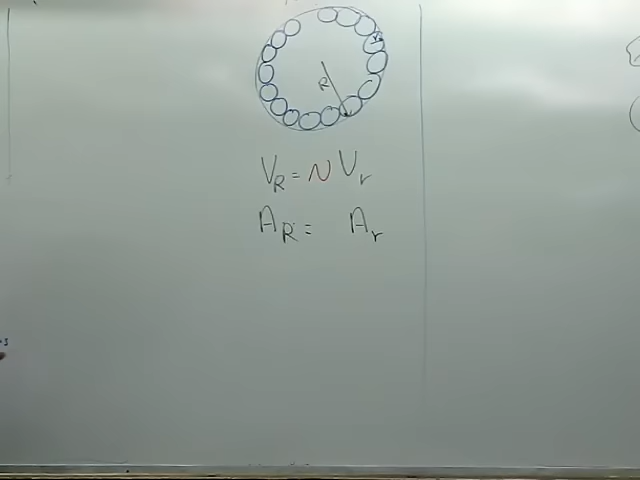 r
R
V_R = N V_r
A_R = A_r